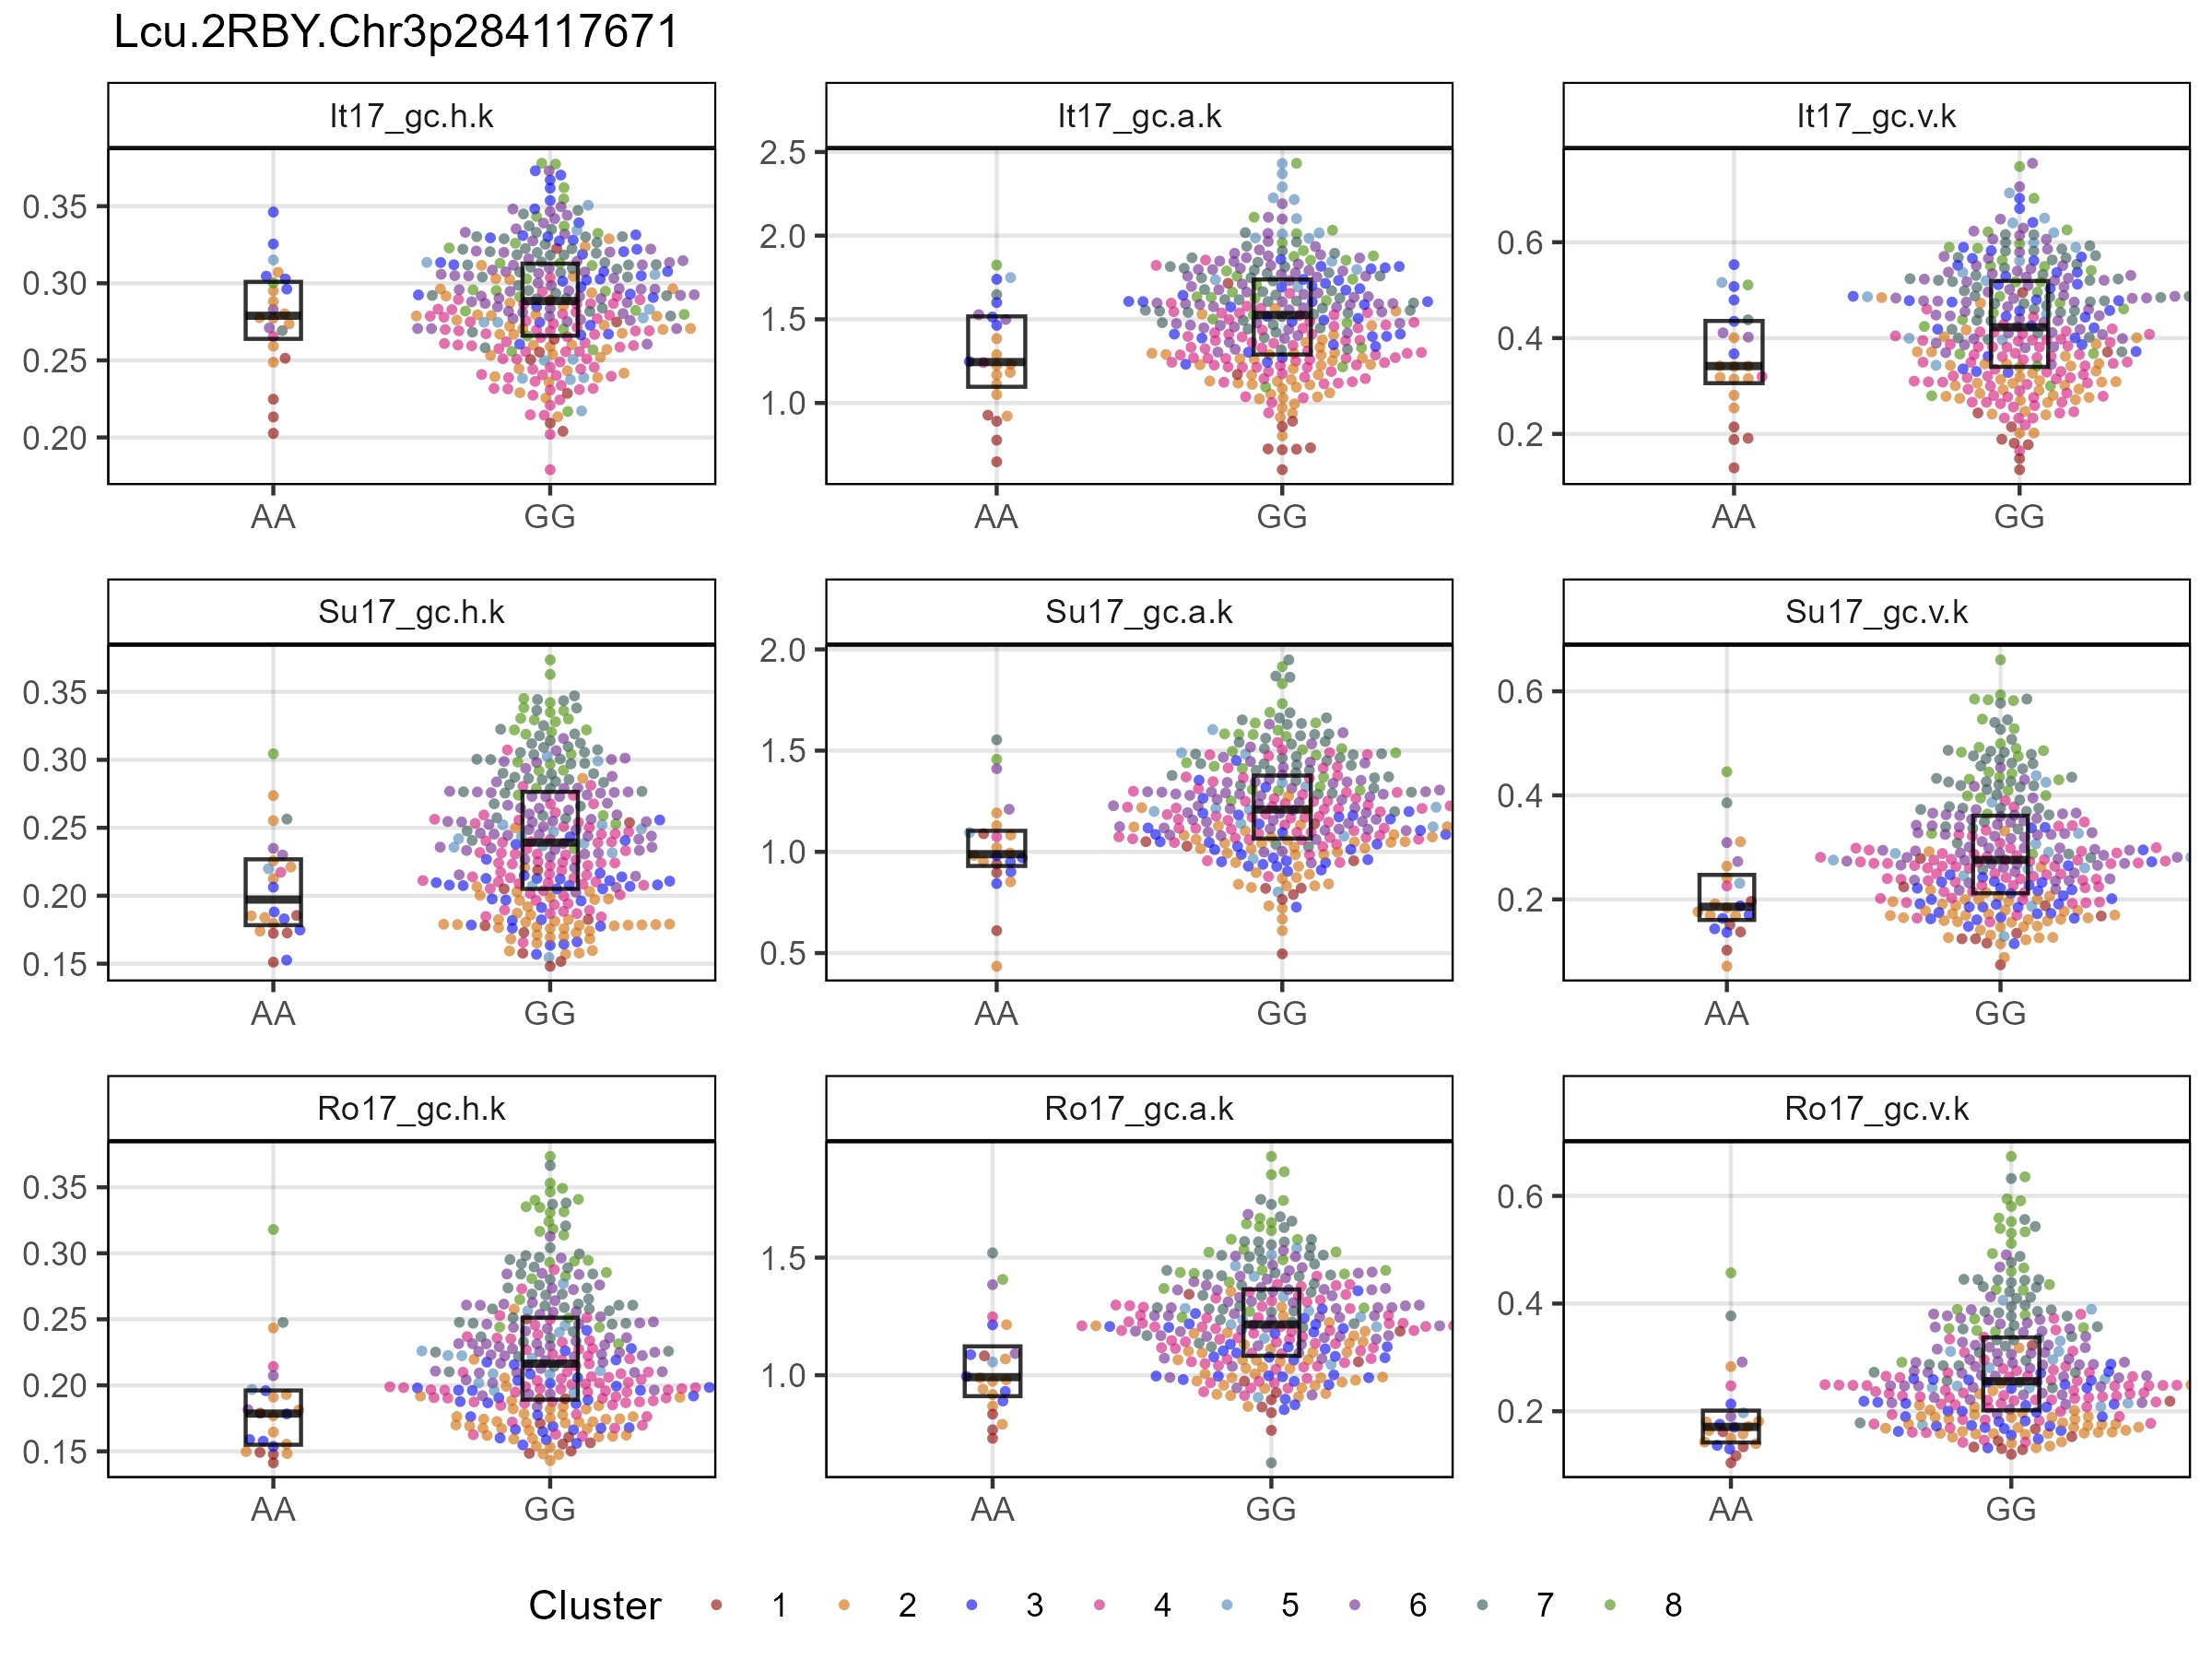 Lcu.2RBY.Chr3p284117671
It17_gc.h.k
It17_gc.a.k
It17_gc.v.k
0.35
0.30
0.25
0.20
2.5
2.0
1.5
1.0
0.6
0.4
0.2
AA GG
AA GG
AA GG
Su17_gc.h.k
Su17_gc.a.k
Su17_gc.v.k
0.35
0.30
0.25
0.20
0.15
2.0
1.5
1.0
0.5
0.6
0.4
0.2
AA GG
AA GG
AA GG
Ro17_gc.h.k
Ro17_gc.a.k
Ro17_gc.v.k
0.35
0.30
0.25
0.20
0.15
1.5
1.0
0.6
0.4
0.2
AA GG
AA GG
AA GG
Cluster 1 2 3 4 5 6 7 8